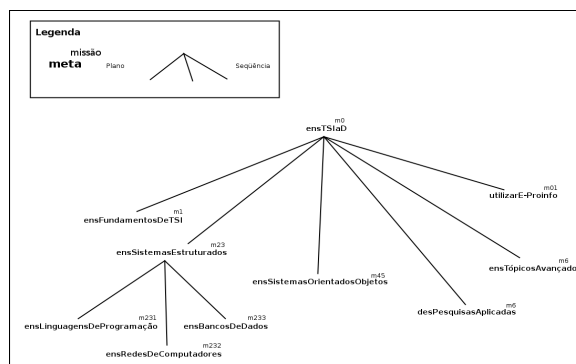 Legenda
missão
meta
Plano
Seqüência
m0
ensTSIaD
m01
utilizarE-Proinfo
m1
ensFundamentosDeTSI
m23
ensSistemasEstruturados
m6
ensTópicosAvançado
m45
ensSistemasOrientadosObjetos
m6
desPesquisasAplicadas
m231
ensLinguagensDeProgramação
m233
ensBancosDeDados
m232
ensRedesDeComputadores